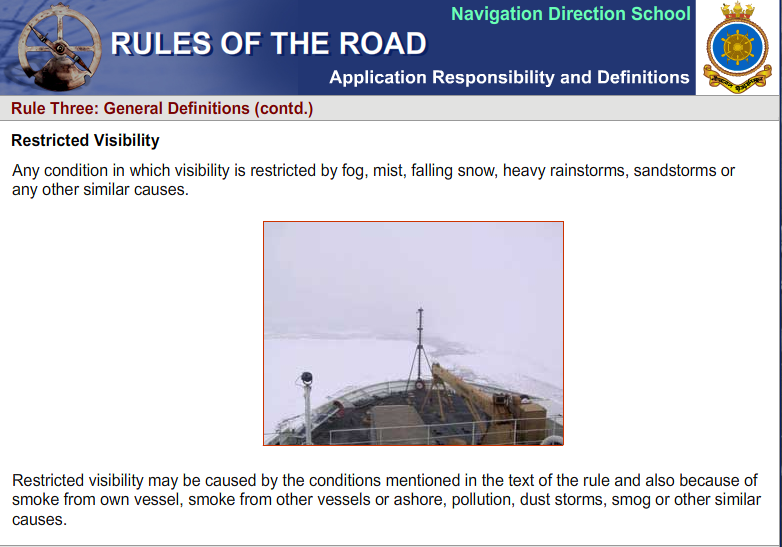 Navigation Direction School
RULES OF THE ROAD
Application Responsibility and Definitions
Rule Three: General Definitions (contd.)
Restricted Visibility
Any condition in which visibility is restricted by fog, mist, falling snow, heavy rainstorms, sandstorms or
any other similar causes.
Restricted visibility may be caused by the conditions mentioned in the text of the rule and also because of
smoke from own vessel, smoke from other vessels or ashore, pollution, dust storms, smog or other similar
causes.